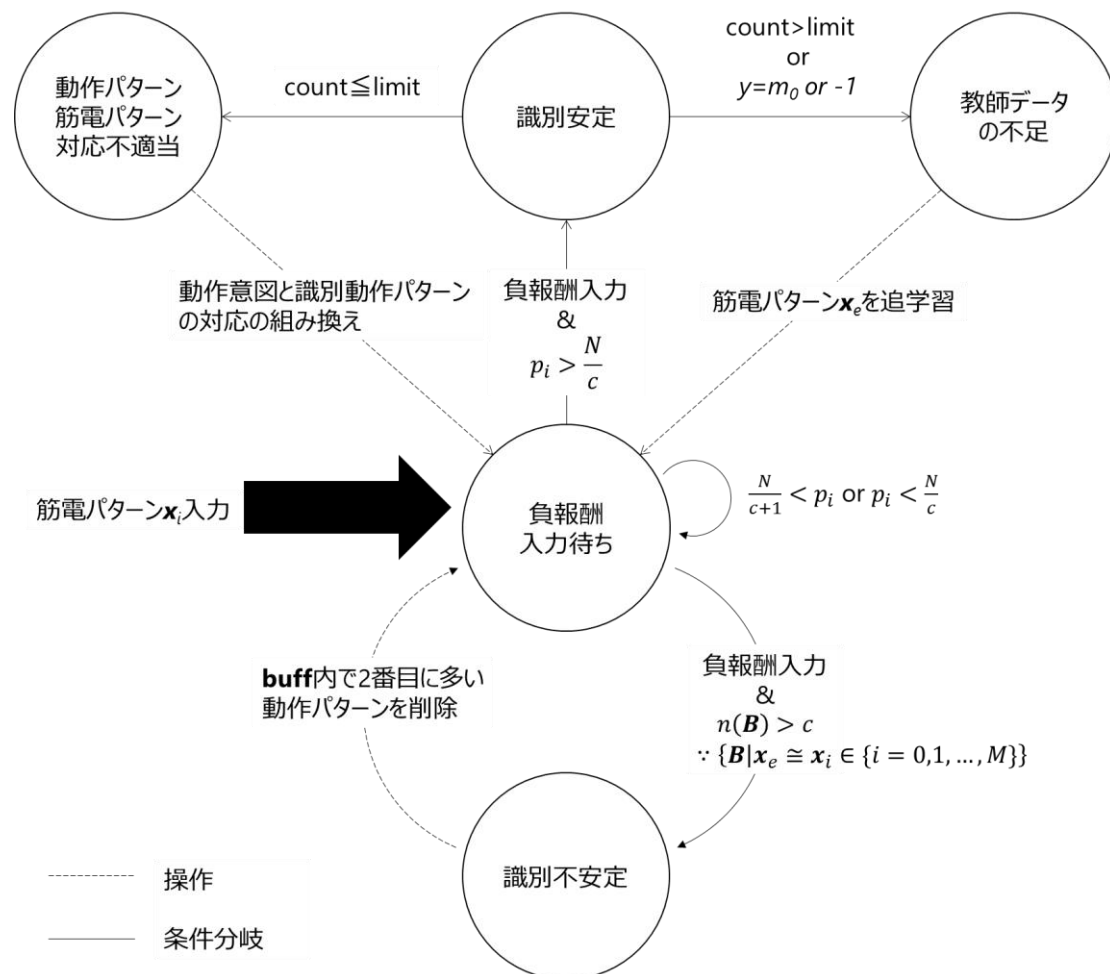 動作パターン
筋電パターン
対応不適当
count≦limit
識別安定
count>limit
or
y=m₀ or -1
教師データ
の不足
動作意図と識別動作パターン
の対応の組み換え
負報酬入力
&
pᵢ > N/c
筋電パターンxₑを追学習
筋電パターンxᵢ入力
負報酬
入力待ち
N/(c+1) < pᵢ or pᵢ < N/c
buff内で2番目に多い
動作パターンを削除
負報酬入力
&
n(B) > c
∵ {B|xₑ ≅ xᵢ ∈ {i = 0,1, ..., M}}
識別不安定
操作
条件分岐